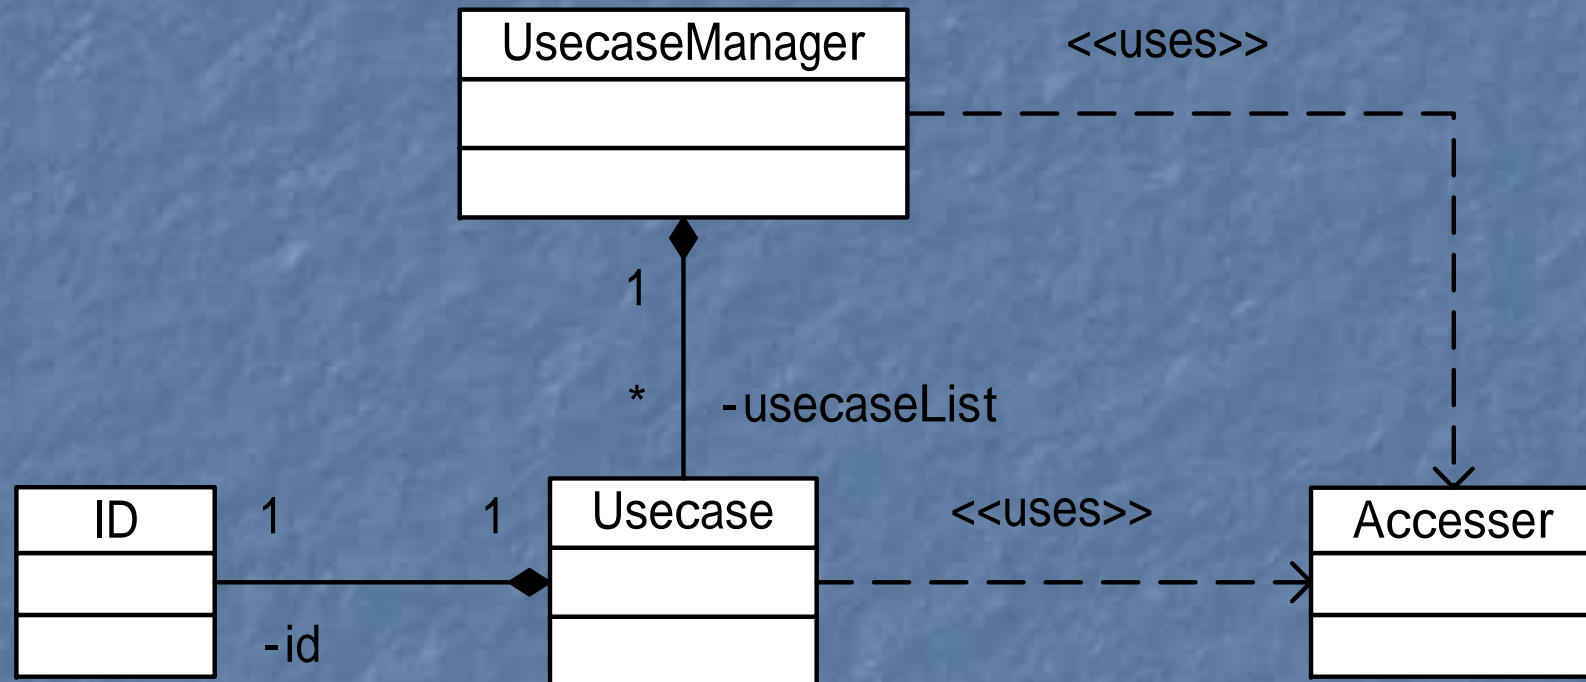 UsecaseManager
<<uses>>
1
*
-usecaseList
ID
1
1
-id
Usecase
<<uses>>
Accesser